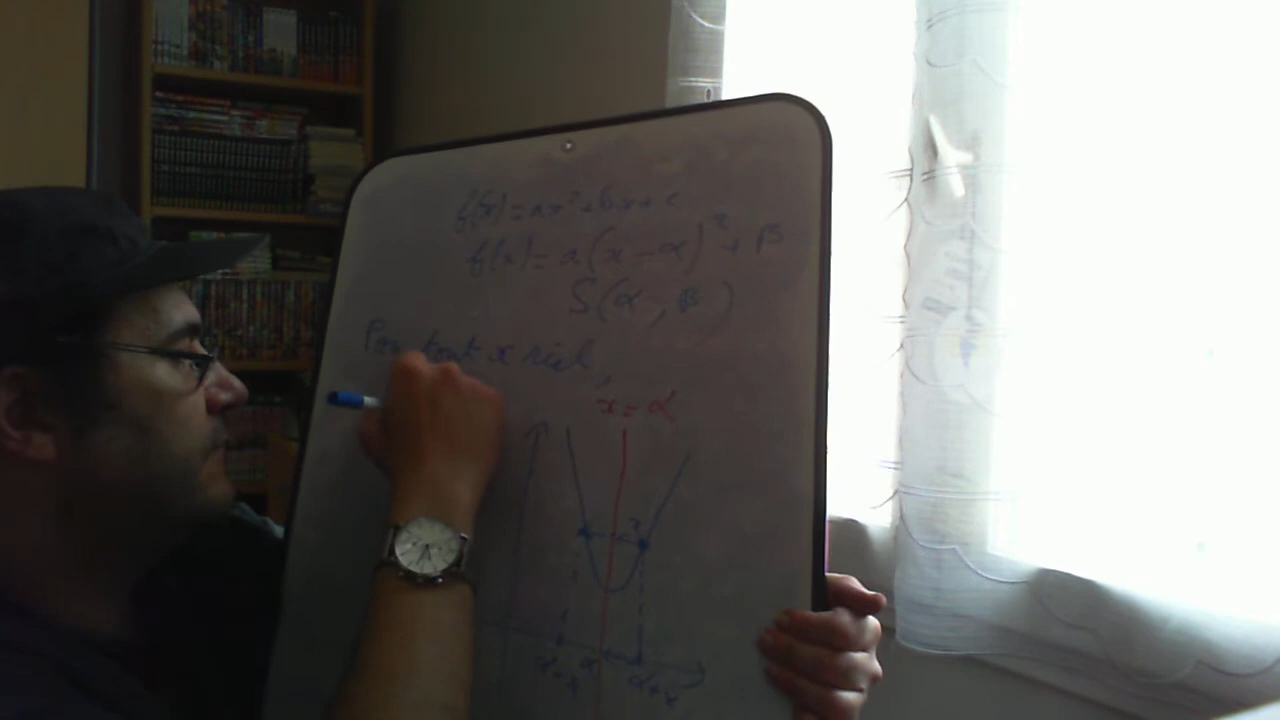 f(x) = ax² + bx + c
f(x) = a(x - α)² + β
S(α, β)
Pour tout x réel,
x = α
α - x
α
α + x